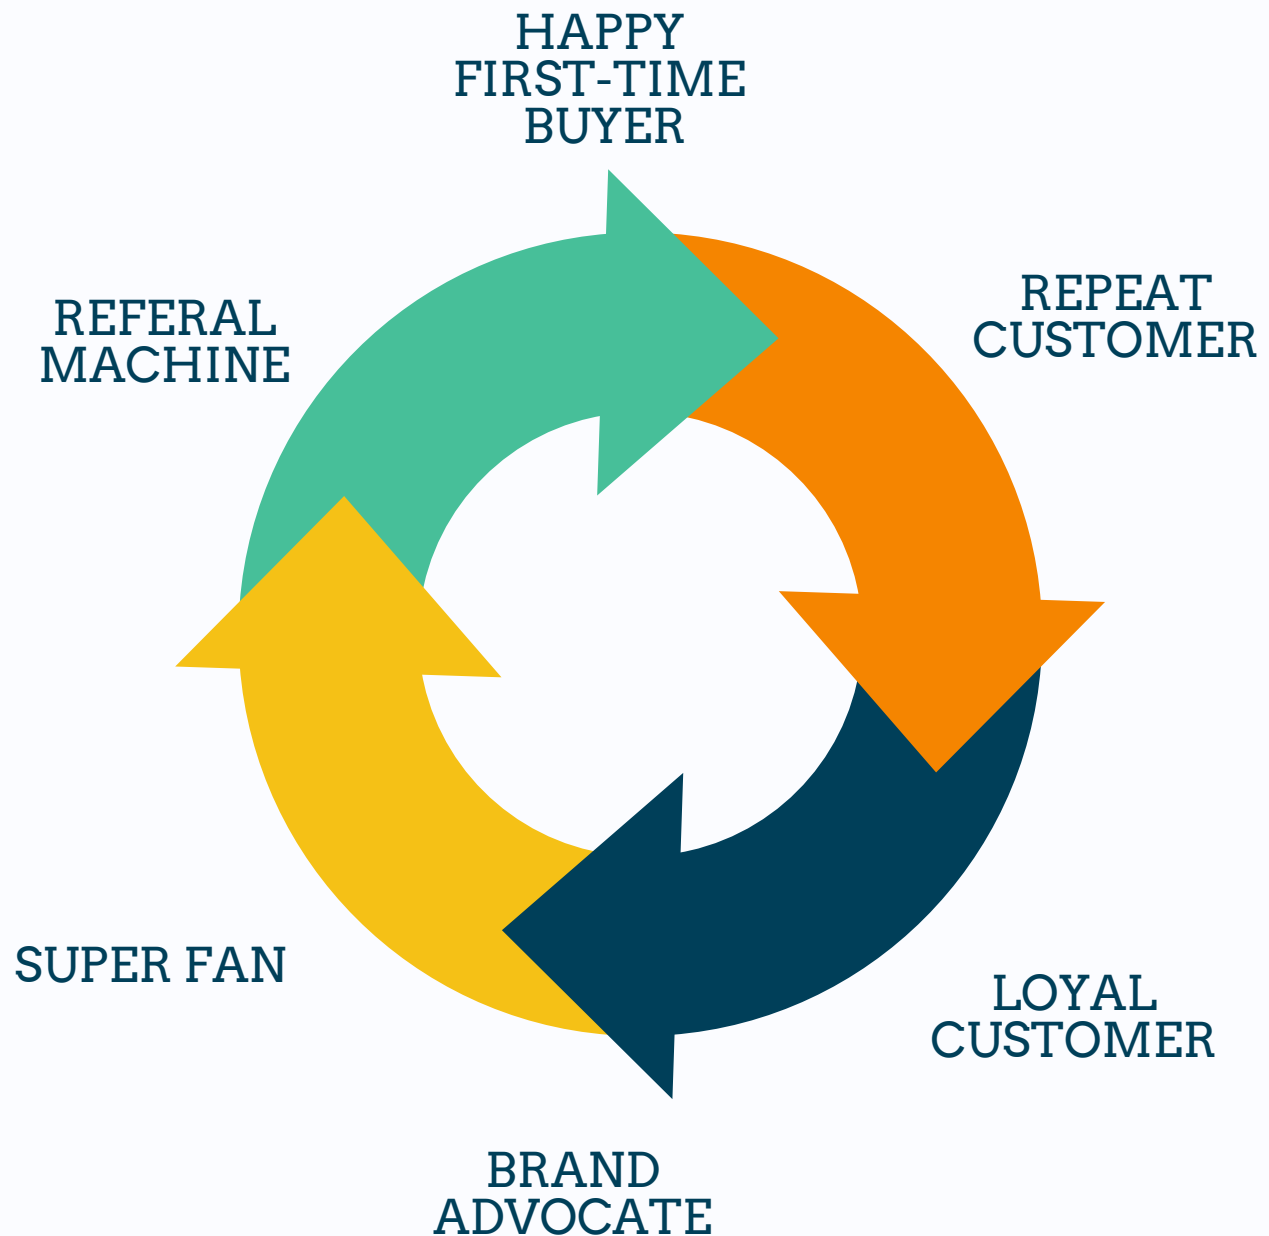 HAPPY
FIRST-TIME
BUYER
REPEAT
CUSTOMER
LOYAL
CUSTOMER
BRAND
ADVOCATE
SUPER FAN
REFERAL
MACHINE